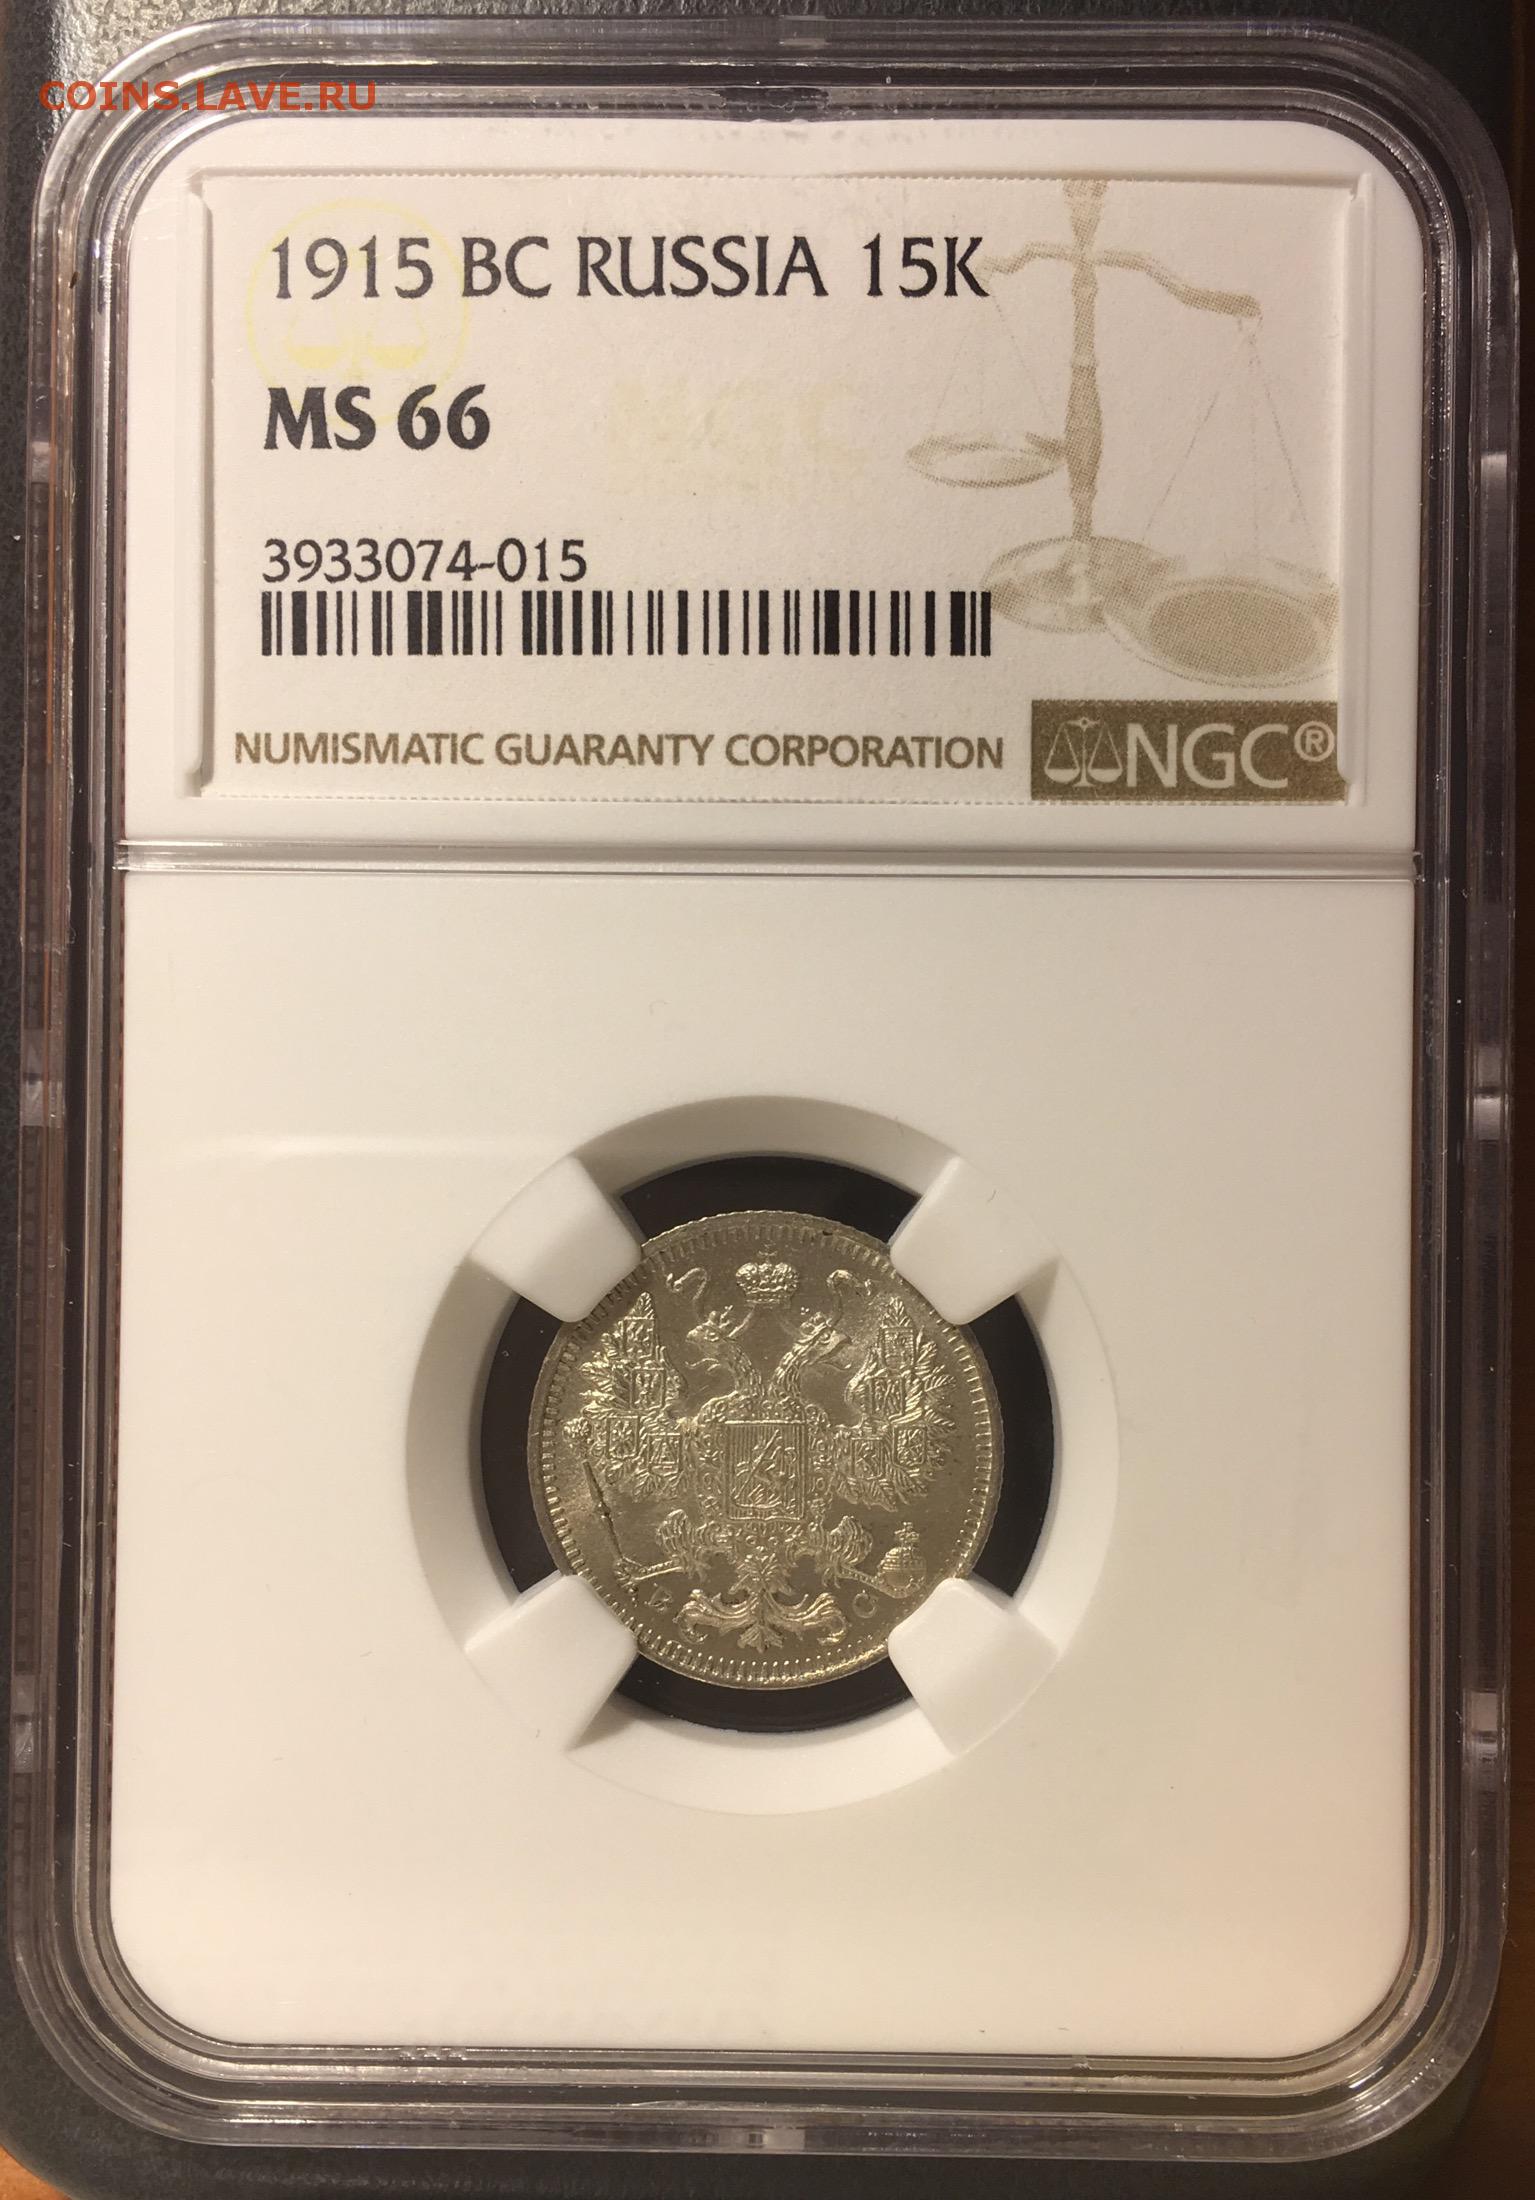 COINS.LAVE.RU
1915 BC RUSSIA 15K
MS 66
3933074-015
NUMISMATIC GUARANTY CORPORATION
NGC®
В С